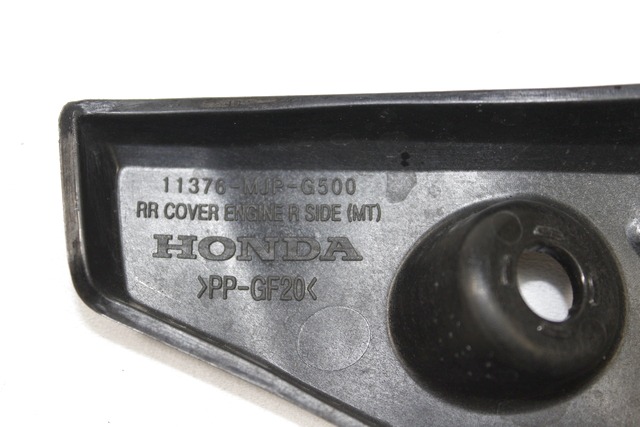 11376-MJP-G500
RR COVER ENGINE R SIDE (MT)
HONDA
>PP-GF20<